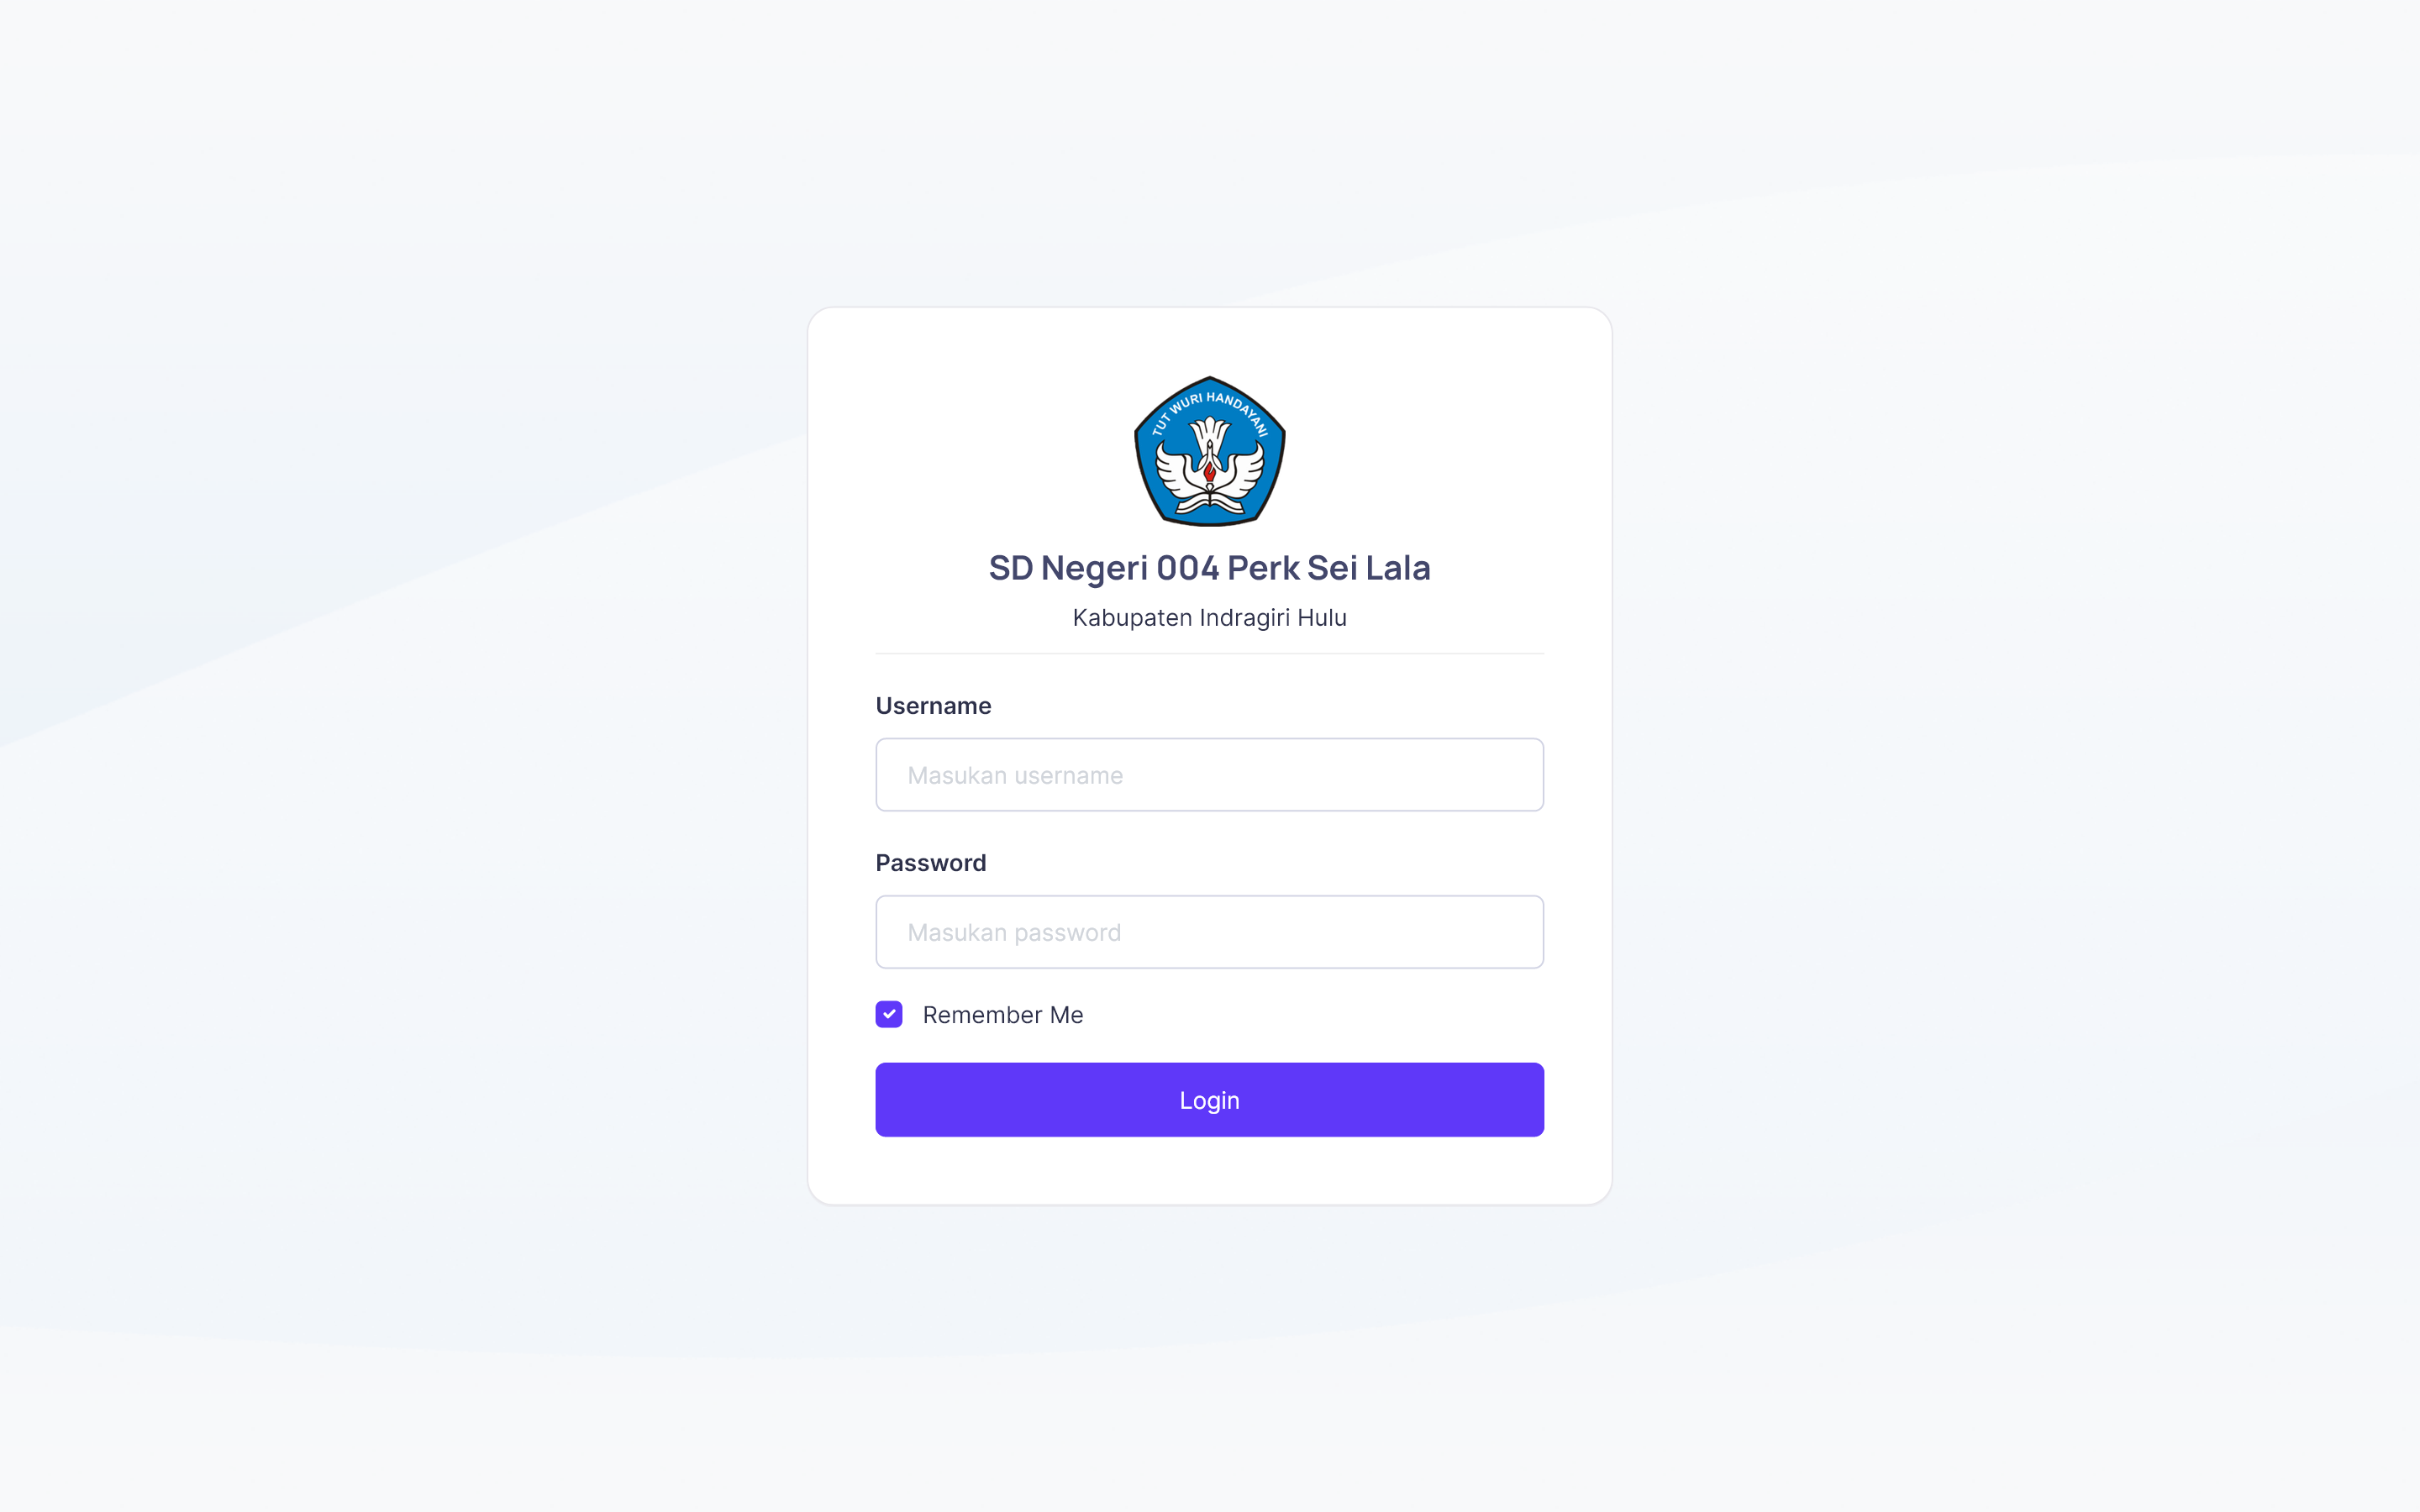 TUT WURI HANDAYANI
SD Negeri 004 Perk Sei Lala
Kabupaten Indragiri Hulu
Username
Masukan username
Password
Masukan password
Remember Me
Login